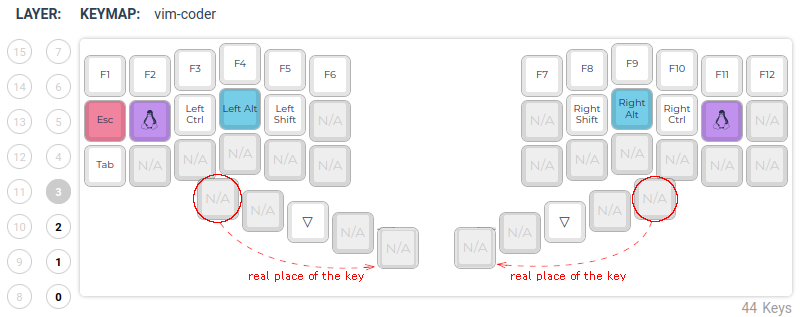 LAYER: KEYMAP: vim-coder
15 7
F1 F2 F3 F4 F5 F6 F7 F8 F9 F10 F11 F12
14 6
Esc Left Ctrl Left Alt Left Shift N/A N/A Right Shift Right Alt Right Ctrl N/A
13 5
Tab N/A N/A N/A N/A N/A N/A N/A N/A N/A N/A N/A
12 4
N/A N/A ▽ N/A N/A N/A N/A ▽ N/A N/A
11 3
10 2
9 1
8 0
real place of the key real place of the key
44 Keys